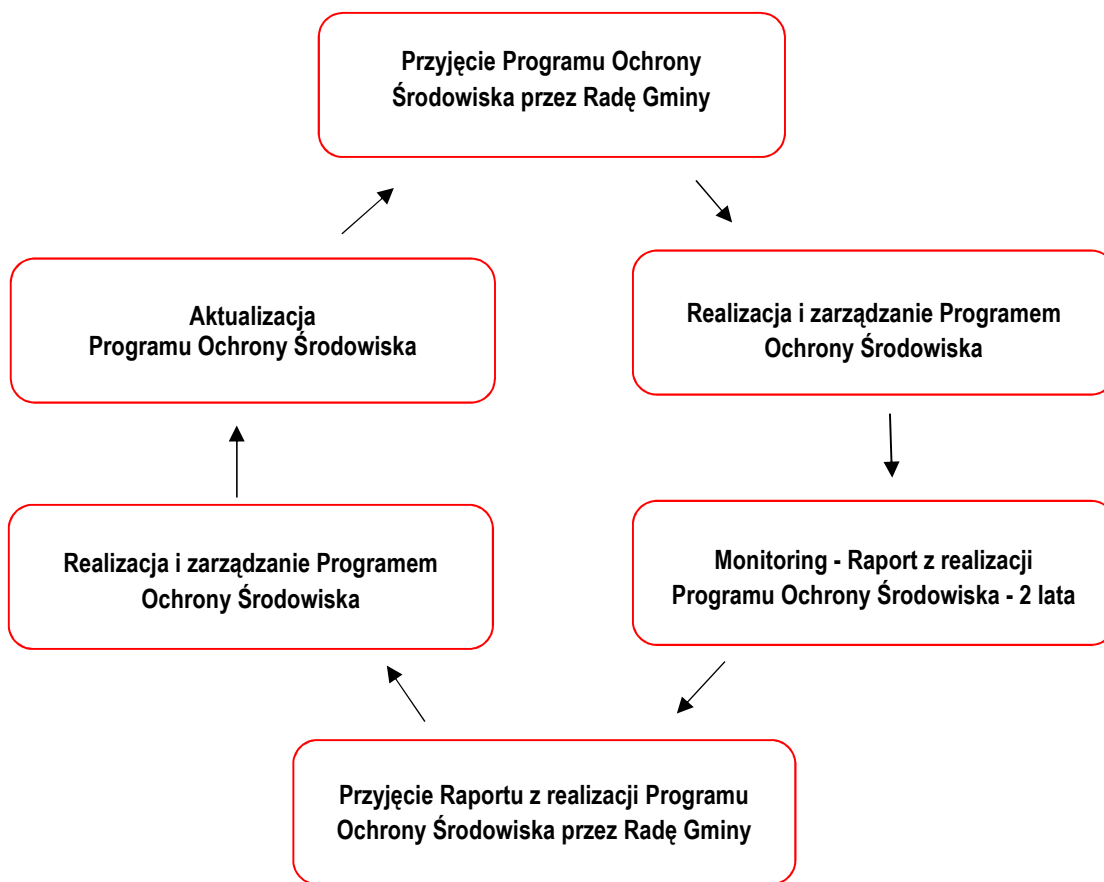 Przyjęcie Programu Ochrony
Środowiska przez Radę Gminy
Aktualizacja
Programu Ochrony Środowiska
Realizacja i zarządzanie Programem
Ochrony Środowiska
Realizacja i zarządzanie Programem
Ochrony Środowiska
Monitoring - Raport z realizacji
Programu Ochrony Środowiska - 2 lata
Przyjęcie Raportu z realizacji Programu
Ochrony Środowiska przez Radę Gminy